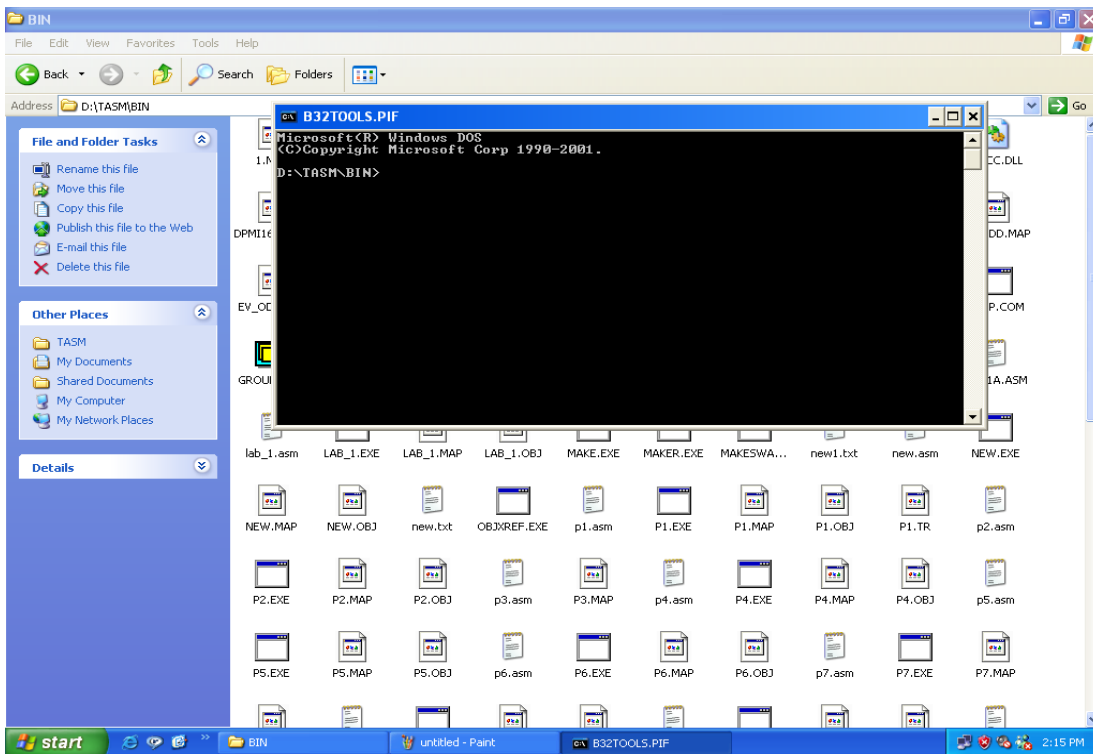 BIN
File Edit View Favorites Tools Help
Back Search Folders
Address D:\TASM\BIN Go
File and Folder Tasks
Rename this file
Move this file
Copy this file
Publish this file to the Web
E-mail this file
Delete this file
Other Places
TASM
My Documents
Shared Documents
My Computer
My Network Places
Details
B32TOOLS.PIF
Microsoft(R) Windows DOS
(C)Copyright Microsoft Corp 1990-2001.
D:\TASM\BIN>
CC.DLL
DPMI16 DD.MAP
EV_OD P.COM
GROU 1A.ASM
lab_1.asm LAB_1.EXE LAB_1.MAP LAB_1.OBJ MAKE.EXE MAKER.EXE MAKESWA... new1.txt new.asm NEW.EXE
NEW.MAP NEW.OBJ new.txt OBJXREF.EXE p1.asm P1.EXE P1.MAP P1.OBJ P1.TR p2.asm
P2.EXE P2.MAP P2.OBJ p3.asm P3.MAP p4.asm P4.EXE P4.MAP P4.OBJ p5.asm
P5.EXE P5.MAP P5.OBJ p6.asm P6.EXE P6.MAP P6.OBJ p7.asm P7.EXE P7.MAP
start BIN untitled - Paint B32TOOLS.PIF 2:15 PM